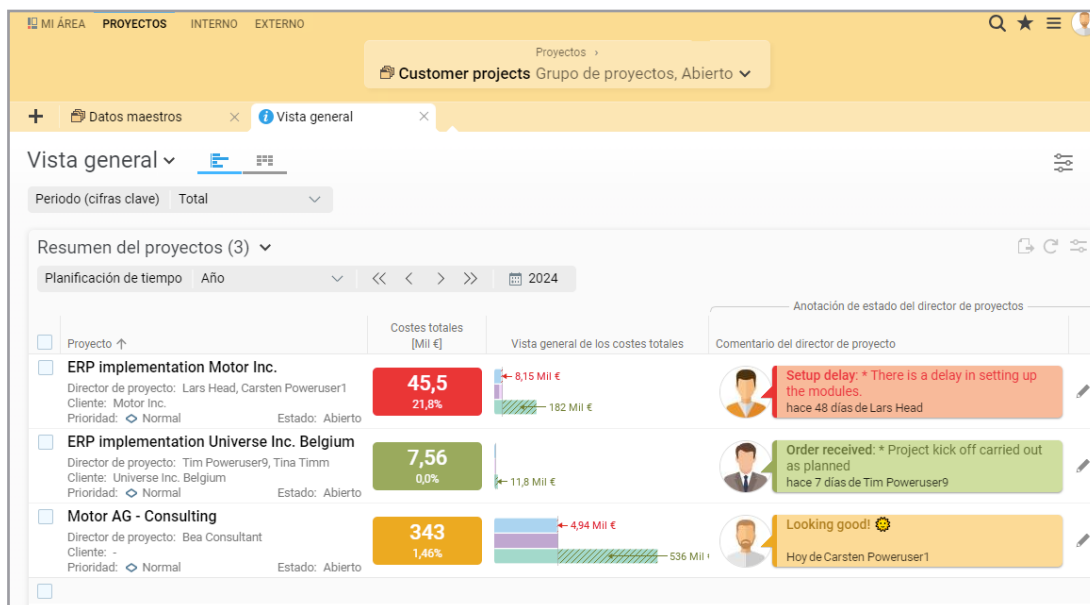 MI ÁREA PROYECTOS INTERNO EXTERNO
Proyectos ›
Customer projects Grupo de proyectos, Abierto
Datos maestros
Vista general
Vista general
Periodo (cifras clave) Total
Resumen del proyectos (3)
Planificación de tiempo Año 2024
Anotación de estado del director de proyectos
Proyecto ↑
Costes totales
[Mil €]
Vista general de los costes totales
Comentario del director de proyecto
ERP implementation Motor Inc.
Director de proyecto: Lars Head, Carsten Poweruser1
Cliente: Motor Inc.
Prioridad: Normal Estado: Abierto
45,5
21,8%
8,15 Mil €
182 Mil €
Setup delay: * There is a delay in setting up
the modules.
hace 48 días de Lars Head
ERP implementation Universe Inc. Belgium
Director de proyecto: Tim Poweruser9, Tina Timm
Cliente: Universe Inc. Belgium
Prioridad: Normal Estado: Abierto
7,56
0,0%
11,8 Mil €
Order received: * Project kick off carried out
as planned
hace 7 días de Tim Poweruser9
Motor AG - Consulting
Director de proyecto: Bea Consultant
Cliente: -
Prioridad: Normal Estado: Abierto
343
1,46%
4,94 Mil €
536 Mil
Looking good! 🌞
Hoy de Carsten Poweruser1